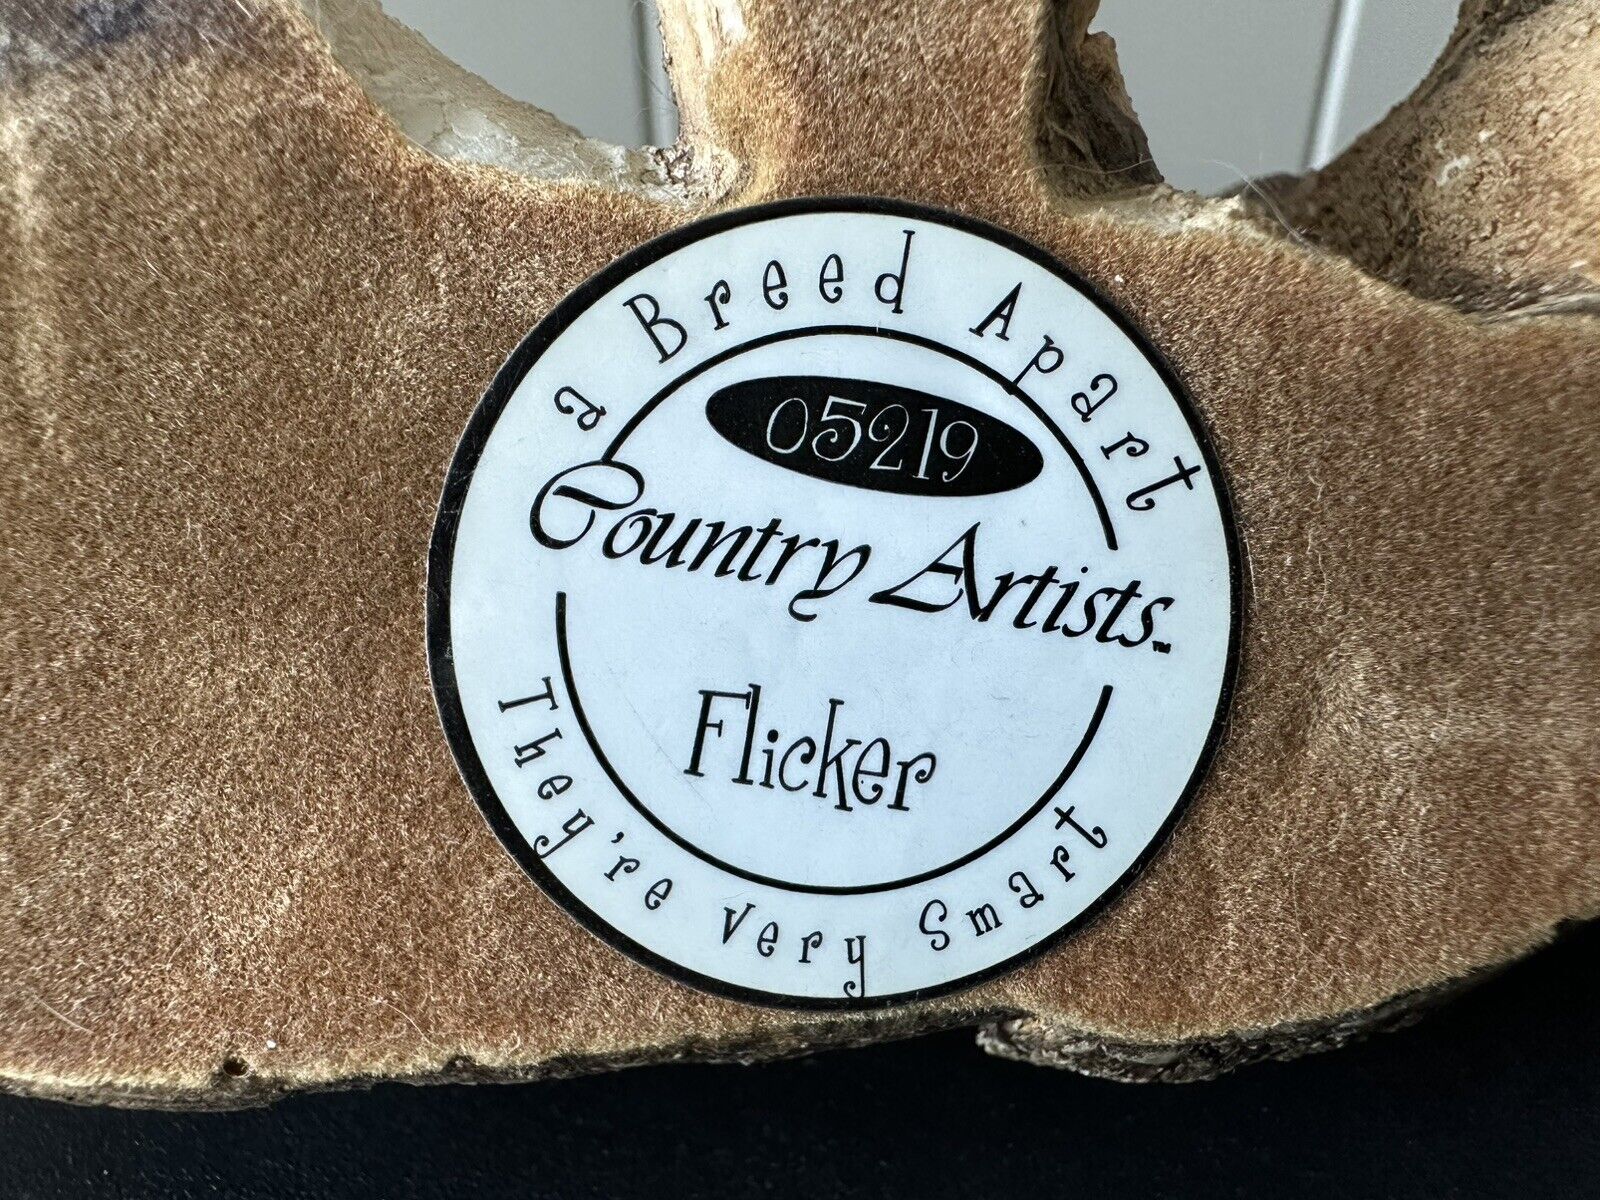 a Breed Apart
05219
Country Artists™
Flicker
They're Very Smart